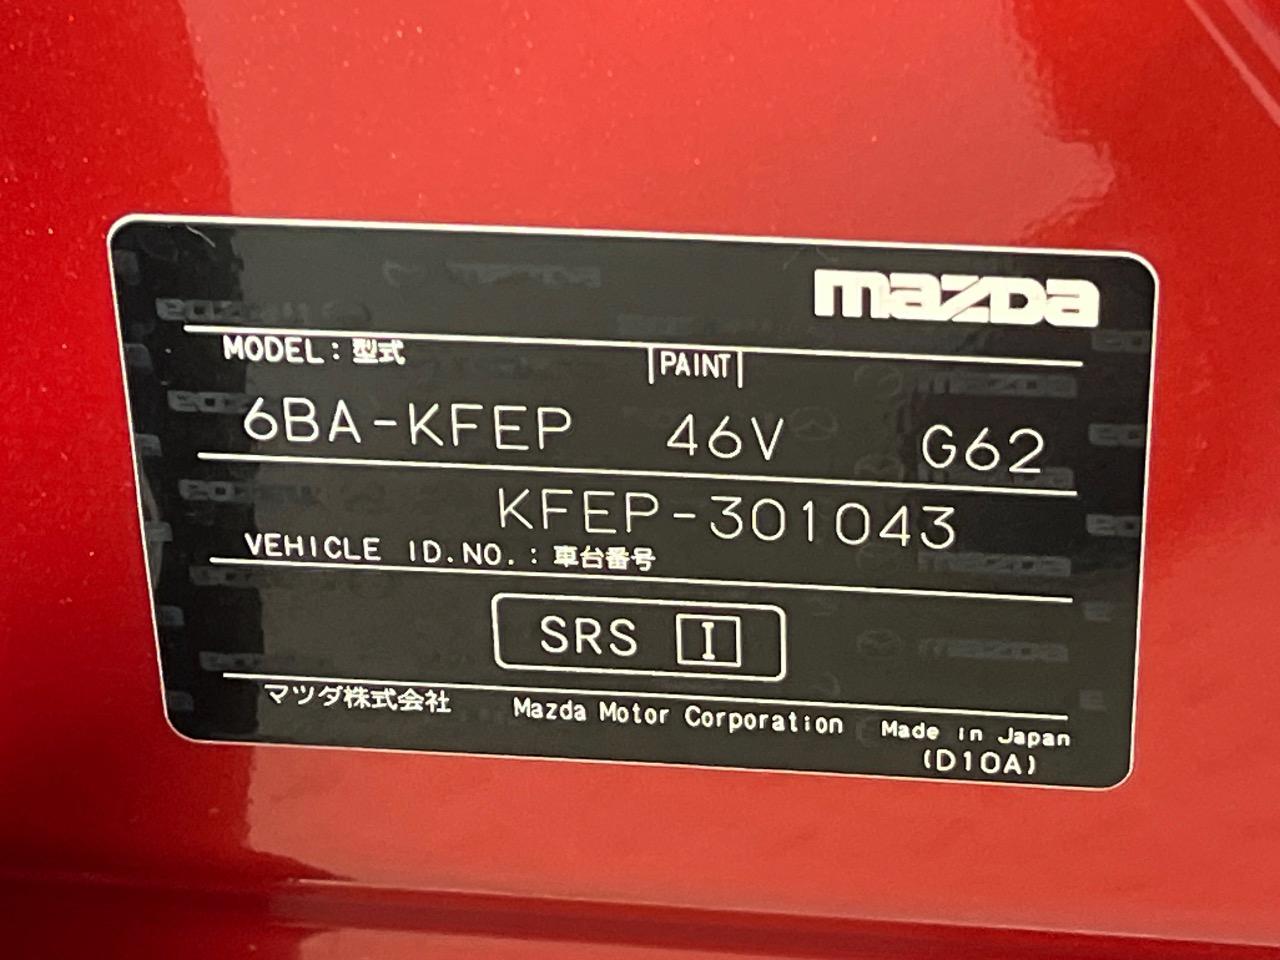 mazda
MODEL：型式 PAINT
6BA-KFEP 46V G62
KFEP-301043
VEHICLE ID.NO.：車台番号
SRS I
マツダ株式会社 Mazda Motor Corporation Made in Japan
(D10A)